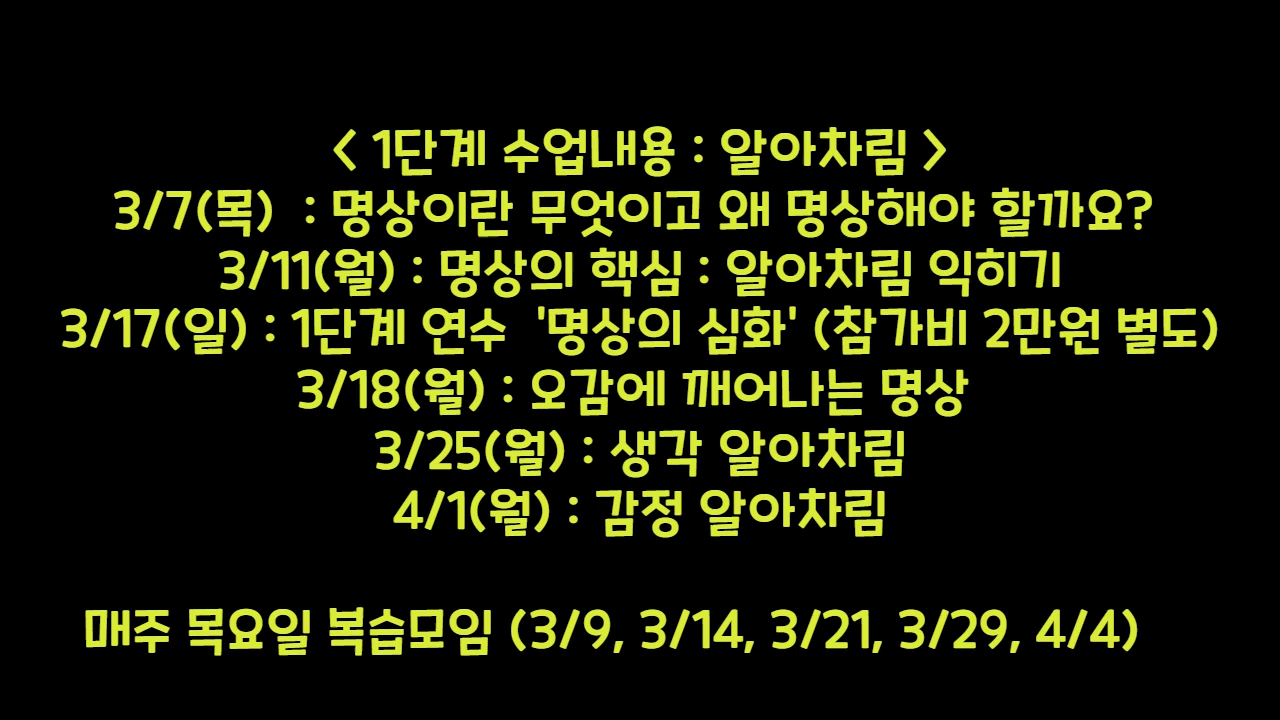 < 1단계 수업내용 : 알아차림 >
3/7(목) : 명상이란 무엇이고 왜 명상해야 할까요?
3/11(월) : 명상의 핵심 : 알아차림 익히기
3/17(일) : 1단계 연수 '명상의 심화' (참가비 2만원 별도)
3/18(월) : 오감에 깨어나는 명상
3/25(월) : 생각 알아차림
4/1(월) : 감정 알아차림
매주 목요일 복습모임 (3/9, 3/14, 3/21, 3/29, 4/4)